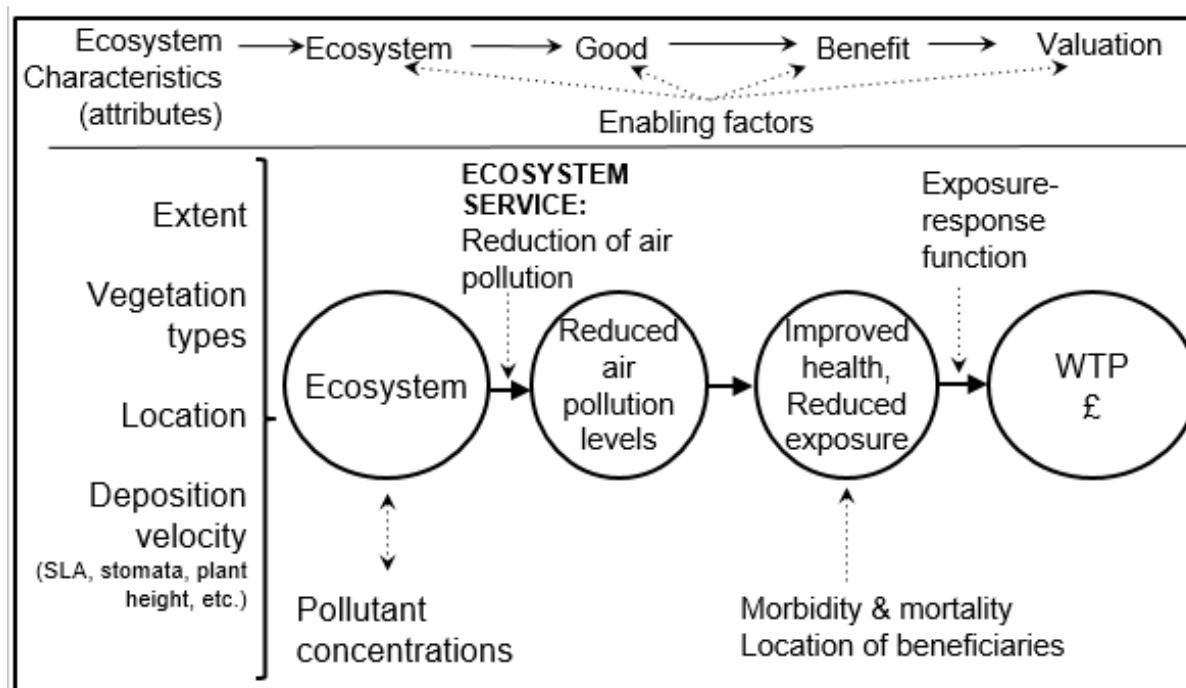 Ecosystem
Characteristics
(attributes)
Ecosystem
Good
Benefit
Valuation
Enabling factors
Extent
Vegetation
types
Location
Deposition
velocity
(SLA, stomata, plant
height, etc.)
ECOSYSTEM
SERVICE:
Reduction of air
pollution
Exposure-
response
function
Ecosystem
Reduced
air
pollution
levels
Improved
health,
Reduced
exposure
WTP
£
Pollutant
concentrations
Morbidity & mortality
Location of beneficiaries